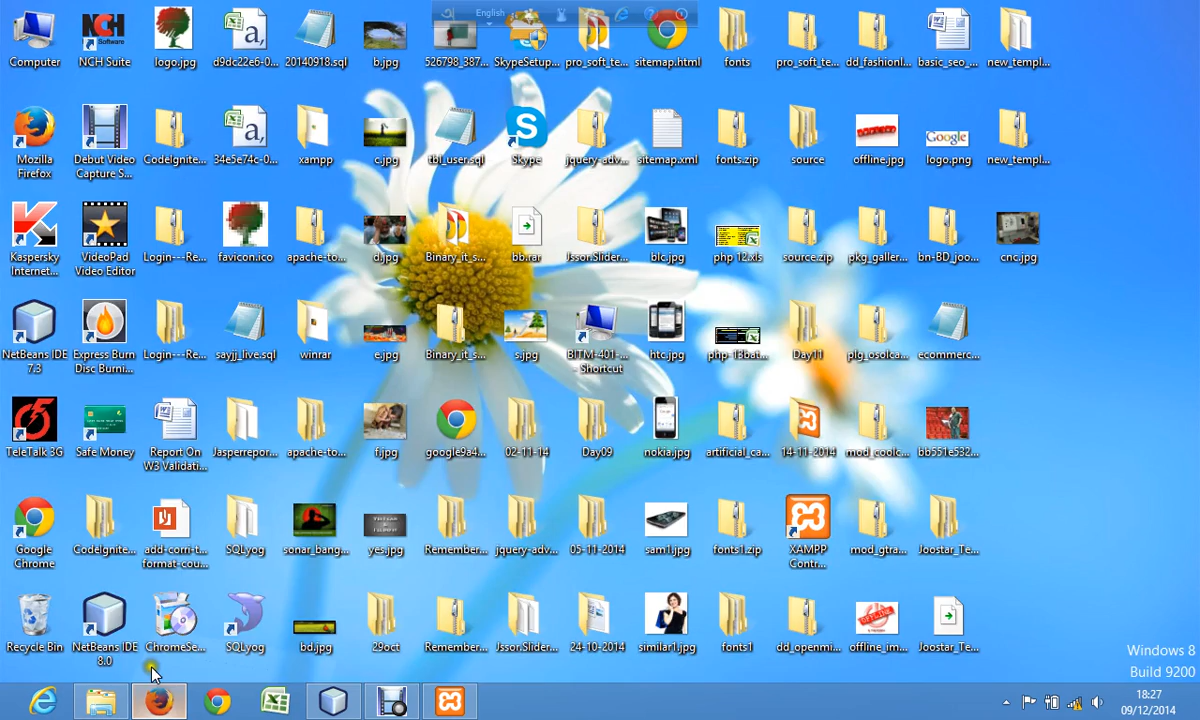 English
Computer
NCH Suite
logo.jpg
d9dc22e6-0...
20140918.sql
b.jpg
526798_387...
SkypeSetup...
pro_soft_te...
sitemap.html
fonts
pro_soft_te...
dd_fashionl...
basic_seo_...
new_templ...
Mozilla
Firefox
Debut Video
Capture S...
CodeIgnite...
34e5e74c-0...
xampp
c.jpg
tbl_user.sql
Skype
jquery-adv...
sitemap.xml
fonts.zip
source
offline.jpg
Google
logo.png
new_templ...
Kaspersky
Internet...
VideoPad
Video Editor
Login---Re...
favicon.ico
apache-to...
d.jpg
Binary_it_s...
bb.rar
Jssor.Slider...
blc.jpg
php 12.xls
source.zip
pkg_galler...
bn-BD_joo...
cnc.jpg
NetBeans IDE
7.3
Express Burn
Disc Burni...
Login---Re...
sayjj_live.sql
winrar
e.jpg
Binary_it_s...
s.jpg
BITM-401-...
- Shortcut
htc.jpg
php-13bat...
Day11
plg_osolca...
ecommerc...
TeleTalk 3G
Safe Money
Report On
W3 Validati...
Jasperrepor...
apache-to...
f.jpg
google9a4...
02-11-14
Day09
nokia.jpg
artificial_ca...
14-11-2014
mod_coolc...
bb551e532...
Google
Chrome
CodeIgnite...
add-com-t...
format-cou...
SQLyog
sonar_bang...
yes.jpg
Remember...
jquery-adv...
05-11-2014
sam1.jpg
fonts1.zip
XAMPP
Contr...
mod_gtra...
Joostar_Te...
Recycle Bin
NetBeans IDE
8.0
ChromeSe...
SQLyog
bd.jpg
29oct
Remember...
Jssor.Slider...
24-10-2014
similar1.jpg
fonts1
dd_openmi...
offline_im...
Joostar_Te...
Windows 8
Build 9200
18:27
09/12/2014